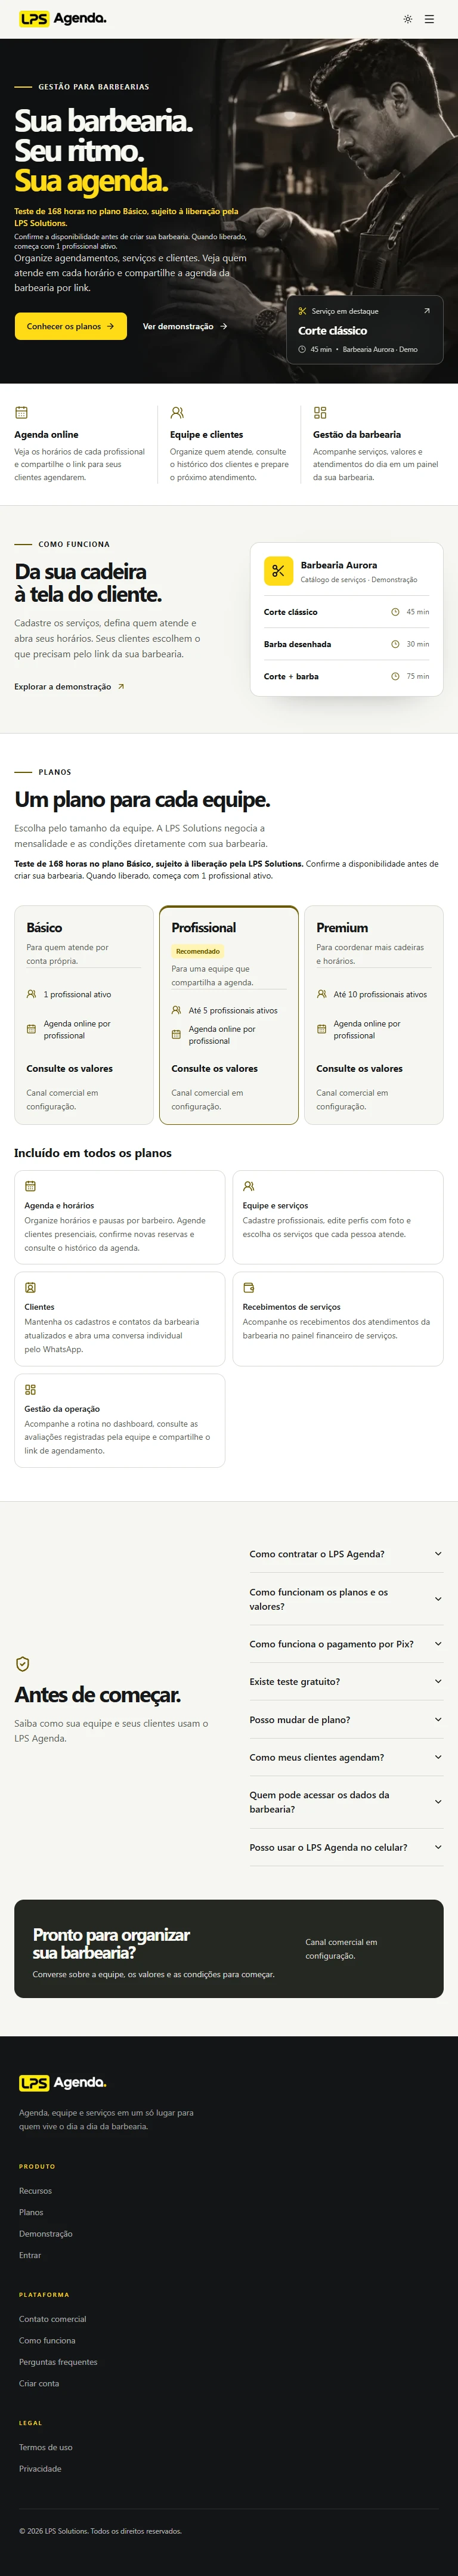 LPS Agenda.
GESTÃO PARA BARBEARIAS
Sua barbearia.
Seu ritmo.
Sua agenda.
Teste de 168 horas no plano Básico, sujeito à liberação pela
LPS Solutions.
Confirme a disponibilidade antes de criar sua barbearia. Quando liberado,
começa com 1 profissional ativo.
Organize agendamentos, serviços e clientes. Veja quem
atende em cada horário e compartilhe a agenda da
barbearia por link.
Conhecer os planos
Ver demonstração
Serviço em destaque
Corte clássico
45 min • Barbearia Aurora · Demo
Agenda online
Veja os horários de cada profissional
e compartilhe o link para seus
clientes agendarem.
Equipe e clientes
Organize quem atende, consulte
o histórico dos clientes e prepare
o próximo atendimento.
Gestão da barbearia
Acompanhe serviços, valores e
atendimentos do dia em um painel
da sua barbearia.
COMO FUNCIONA
Da sua cadeira
à tela do cliente.
Cadastre os serviços, defina quem atende e
abra seus horários. Seus clientes escolhem o
que precisam pelo link da sua barbearia.
Explorar a demonstração
Barbearia Aurora
Catálogo de serviços · Demonstração
Corte clássico
45 min
Barba desenhada
30 min
Corte + barba
75 min
PLANOS
Um plano para cada equipe.
Escolha pelo tamanho da equipe. A LPS Solutions negocia a
mensalidade e as condições diretamente com sua barbearia.
Teste de 168 horas no plano Básico, sujeito à liberação pela LPS Solutions. Confirme a disponibilidade antes de
criar sua barbearia. Quando liberado, começa com 1 profissional ativo.
Básico
Para quem atende por
conta própria.
1 profissional ativo
Agenda online por
profissional
Consulte os valores
Canal comercial em
configuração.
Profissional
Recomendado
Para uma equipe que
compartilha a agenda.
Até 5 profissionais ativos
Agenda online por
profissional
Consulte os valores
Canal comercial em
configuração.
Premium
Para coordenar mais cadeiras
e horários.
Até 10 profissionais ativos
Agenda online por
profissional
Consulte os valores
Canal comercial em
configuração.
Incluído em todos os planos
Agenda e horários
Organize horários e pausas por barbeiro. Agende
clientes presenciais, confirme novas reservas e
consulte o histórico da agenda.
Equipe e serviços
Cadastre profissionais, edite perfis com foto e
escolha os serviços que cada pessoa atende.
Clientes
Mantenha os cadastros e contatos da barbearia
atualizados e abra uma conversa individual
pelo WhatsApp.
Recebimentos de serviços
Acompanhe os recebimentos dos atendimentos da
barbearia no painel financeiro de serviços.
Gestão da operação
Acompanhe a rotina no dashboard, consulte as
avaliações registradas pela equipe e compartilhe o
link de agendamento.
Antes de começar.
Saiba como sua equipe e seus clientes usam o
LPS Agenda.
Como contratar o LPS Agenda?
Como funcionam os planos e os
valores?
Como funciona o pagamento por Pix?
Existe teste gratuito?
Posso mudar de plano?
Como meus clientes agendam?
Quem pode acessar os dados da
barbearia?
Posso usar o LPS Agenda no celular?
Pronto para organizar
sua barbearia?
Converse sobre a equipe, os valores e as condições para começar.
Canal comercial em
configuração.
LPS Agenda.
Agenda, equipe e serviços em um só lugar para
quem vive o dia a dia da barbearia.
PRODUTO
Recursos
Planos
Demonstração
Entrar
PLATAFORMA
Contato comercial
Como funciona
Perguntas frequentes
Criar conta
LEGAL
Termos de uso
Privacidade
© 2026 LPS Solutions. Todos os direitos reservados.